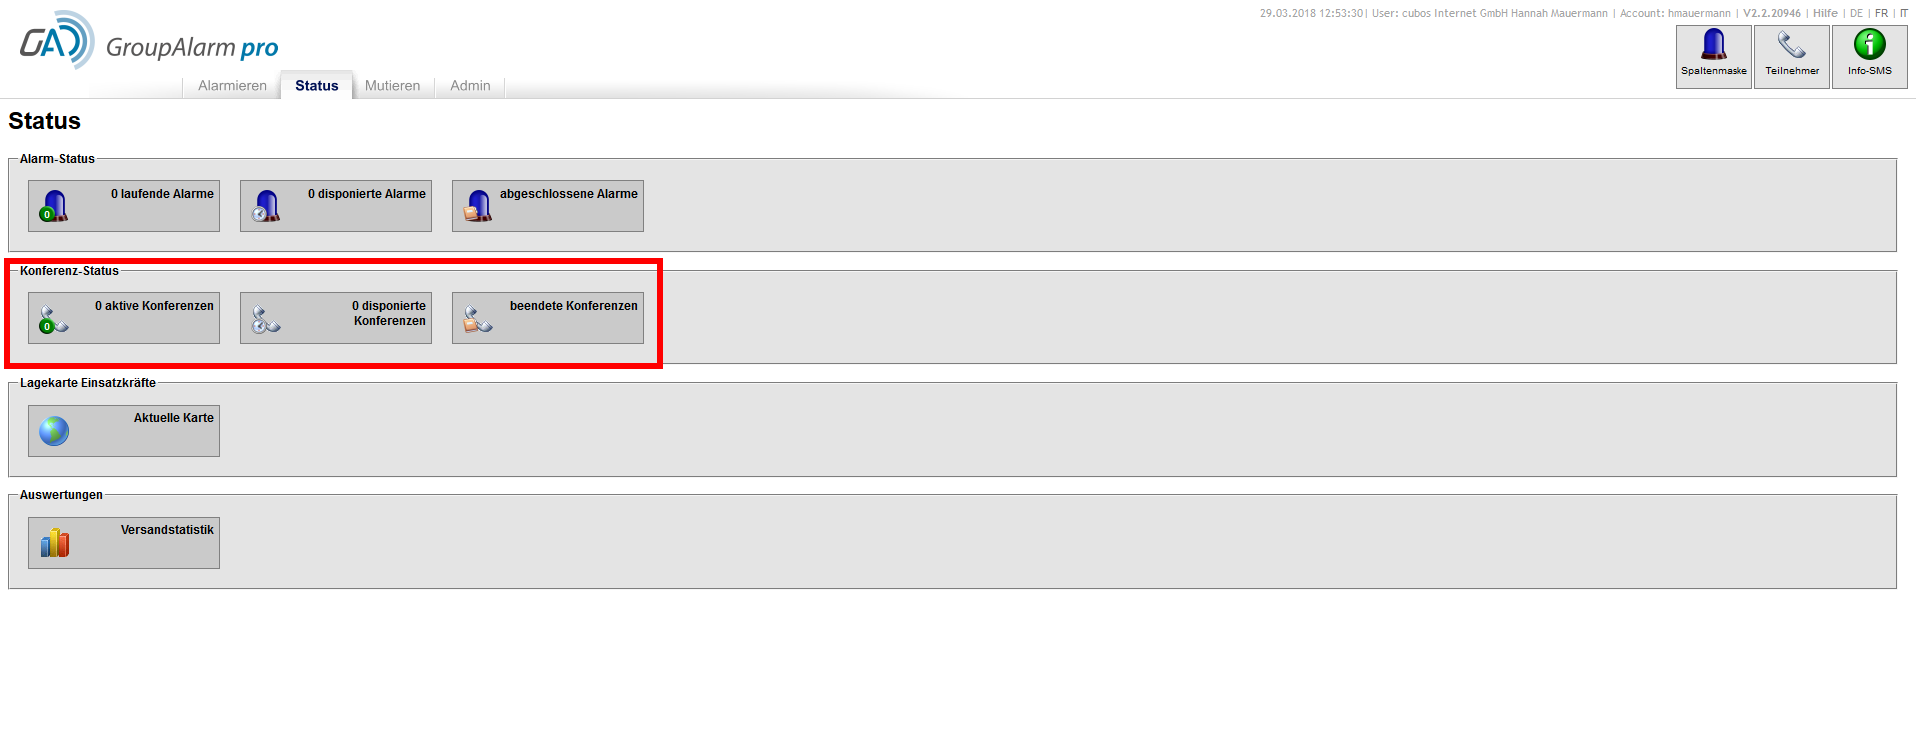 29.03.2018 12:53:30| User: cubos Internet GmbH Hannah Mauermann | Account: hmauermann | V2.2.20946 | Hilfe | DE | FR | IT
GA
GroupAlarm pro
Spaltenmaske
Teilnehmer
Info-SMS
Alarmieren
Status
Mutieren
Admin
Status
Alarm-Status
0 laufende Alarme
0
0 disponierte Alarme
abgeschlossene Alarme
Konferenz-Status
0 aktive Konferenzen
0
0 disponierte
Konferenzen
beendete Konferenzen
Lagekarte Einsatzkräfte
Aktuelle Karte
Auswertungen
Versandstatistik